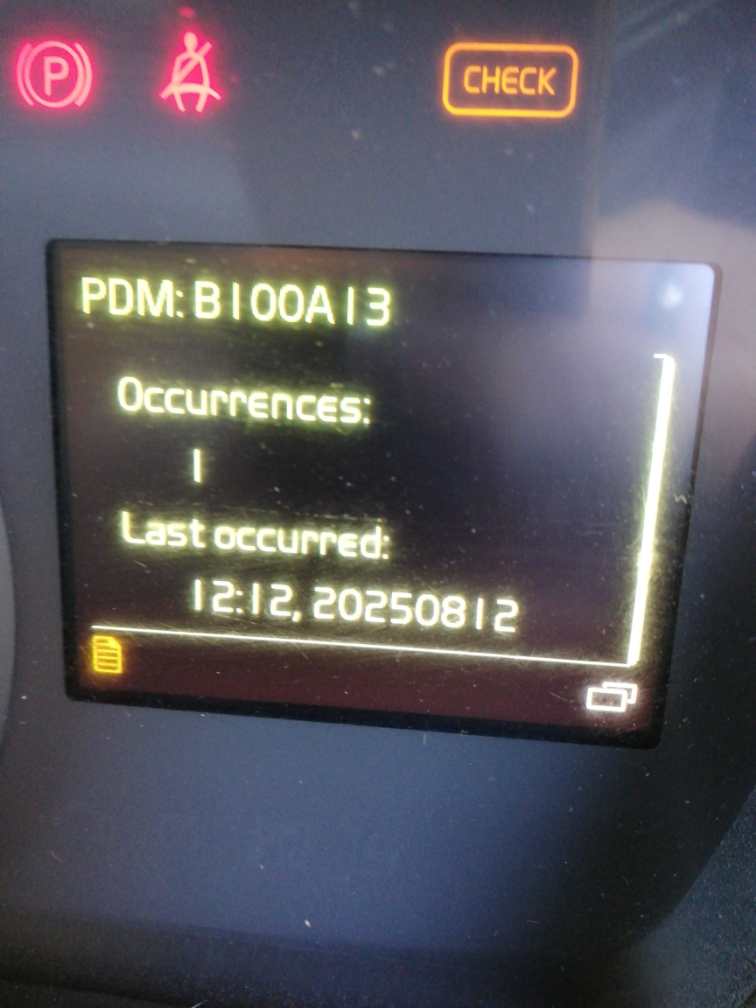 P
CHECK
PDM: B100A13
Occurrences:
1
Last occurred:
12:12, 20250812